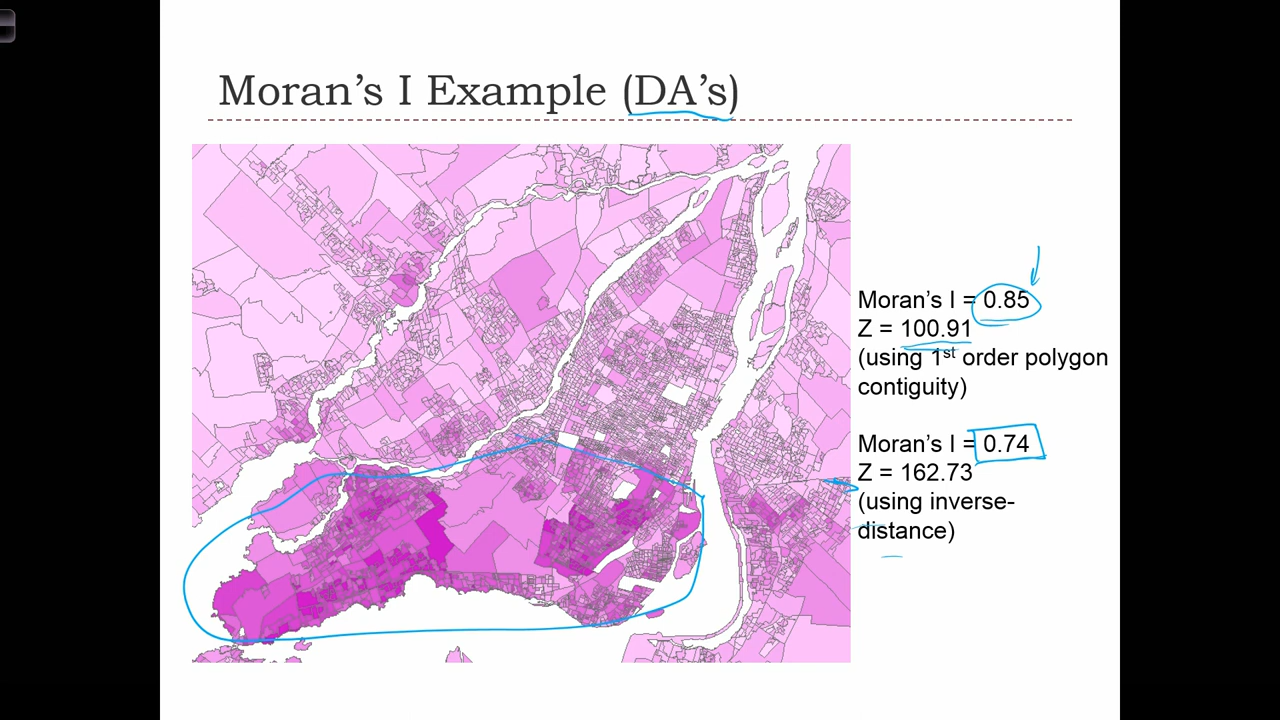 Moran’s I Example (DA’s)
Moran’s I = 0.85
Z = 100.91
(using 1st order polygon
contiguity)
Moran’s I = 0.74
Z = 162.73
(using inverse-
distance)